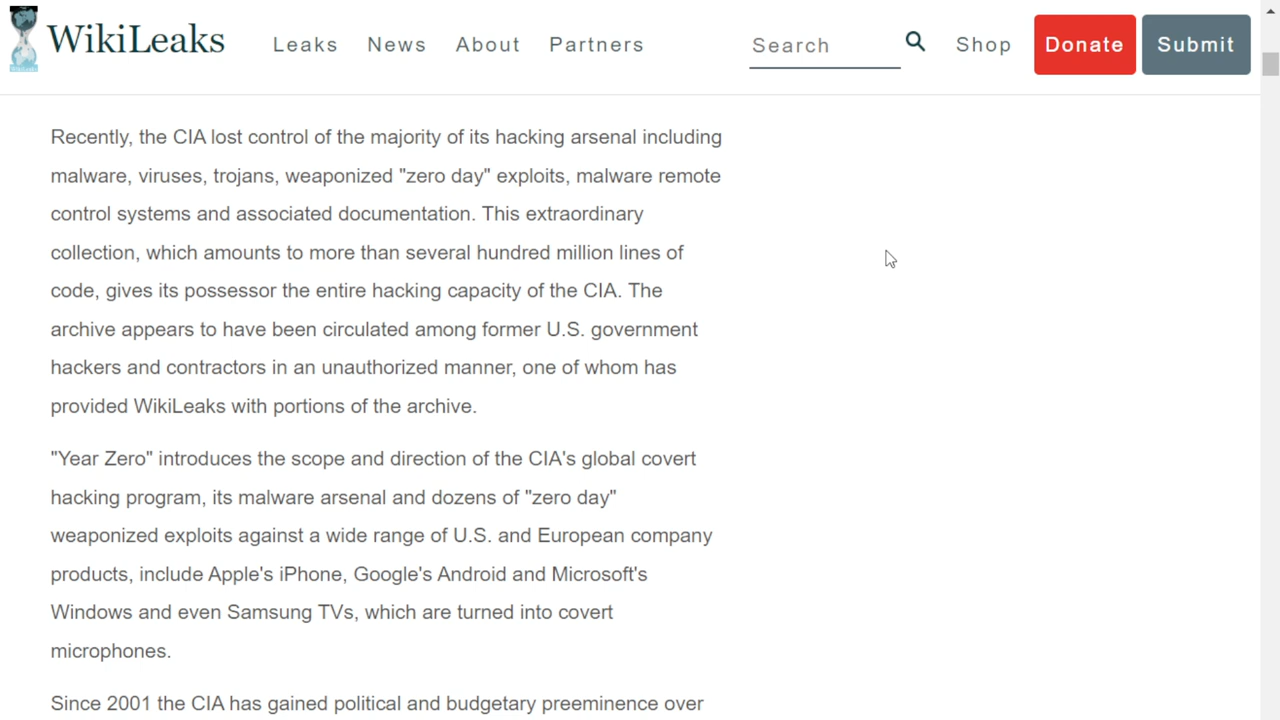 WikiLeaks Leaks News About Partners Search Shop Donate Submit
Recently, the CIA lost control of the majority of its hacking arsenal including
malware, viruses, trojans, weaponized "zero day" exploits, malware remote
control systems and associated documentation. This extraordinary
collection, which amounts to more than several hundred million lines of
code, gives its possessor the entire hacking capacity of the CIA. The
archive appears to have been circulated among former U.S. government
hackers and contractors in an unauthorized manner, one of whom has
provided WikiLeaks with portions of the archive.
"Year Zero" introduces the scope and direction of the CIA's global covert
hacking program, its malware arsenal and dozens of "zero day"
weaponized exploits against a wide range of U.S. and European company
products, include Apple's iPhone, Google's Android and Microsoft's
Windows and even Samsung TVs, which are turned into covert
microphones.
Since 2001 the CIA has gained political and budgetary preeminence over